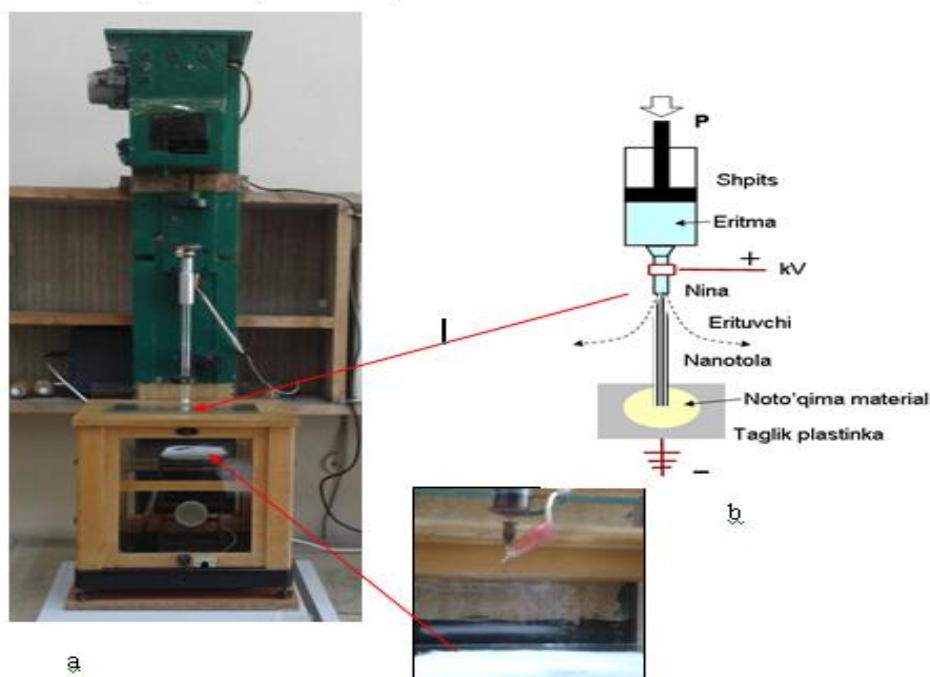 P
Shpits
Eritma
+
kV
Nina
Erituvchi
Nanotola
Noto'qima material
Taglik plastinka
–
l
a
b